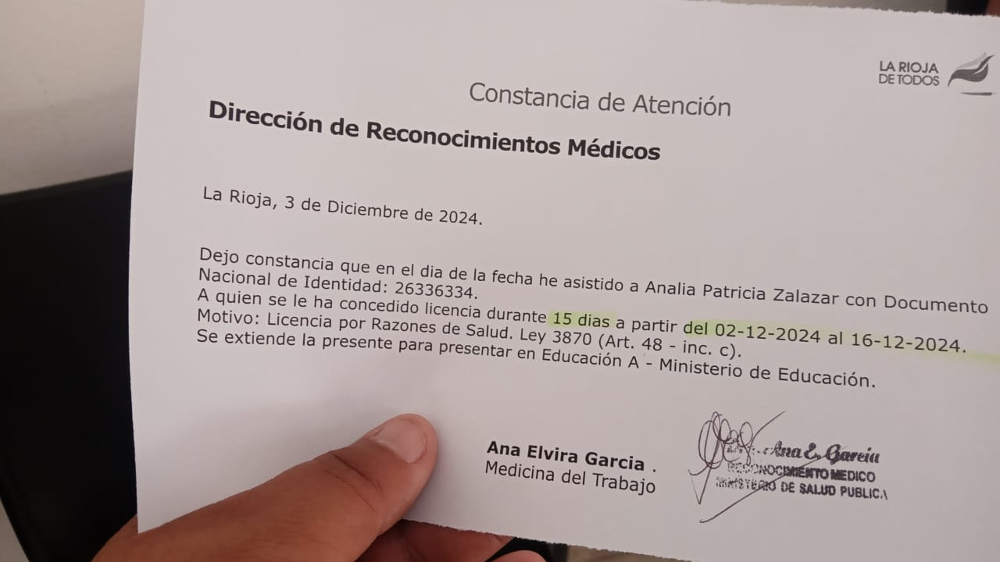 LA RIOJA
DE TODOS
Constancia de Atención
Dirección de Reconocimientos Médicos
La Rioja, 3 de Diciembre de 2024.
Dejo constancia que en el dia de la fecha he asistido a Analia Patricia Zalazar con Documento
Nacional de Identidad: 26336334.
A quien se le ha concedido licencia durante 15 dias a partir del 02-12-2024 al 16-12-2024.
Motivo: Licencia por Razones de Salud. Ley 3870 (Art. 48 - inc. c).
Se extiende la presente para presentar en Educación A - Ministerio de Educación.
Ana Elvira Garcia .
Medicina del Trabajo
Ana E. Garcia
RECONOCIMIENTO MEDICO
MINISTERIO DE SALUD PUBLICA